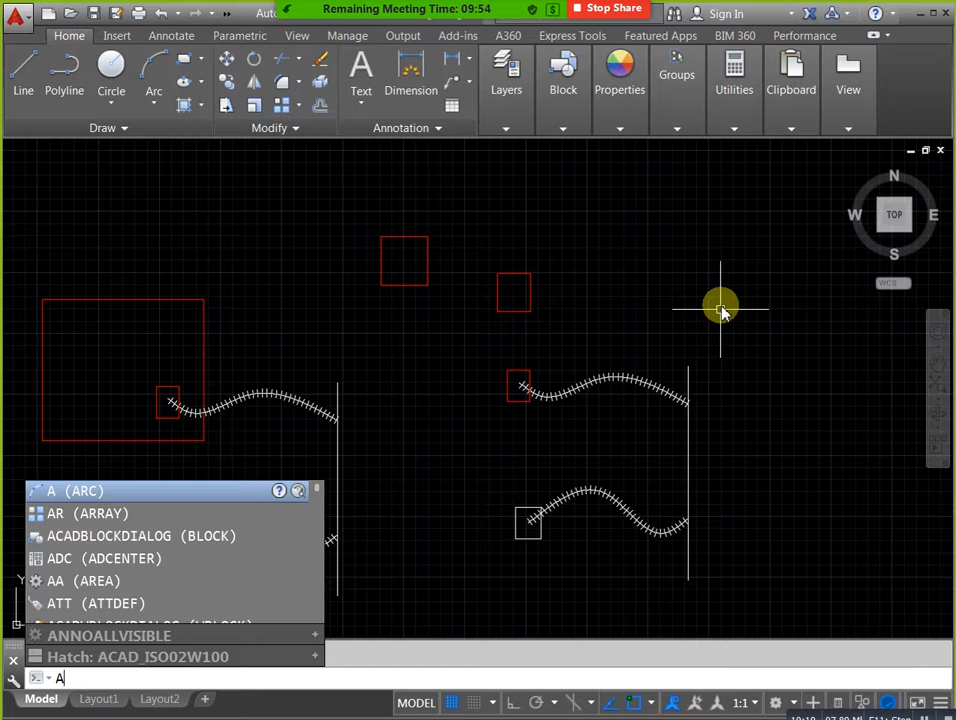 Auto
Remaining Meeting Time: 09:54
Stop Share
Sign In
Home
Insert
Annotate
Parametric
View
Manage
Output
Add-ins
A360
Express Tools
Featured Apps
BIM 360
Performance
Line
Polyline
Circle
Arc
Text
Dimension
Layers
Block
Properties
Groups
Utilities
Clipboard
View
Draw
Modify
Annotation
N
W
TOP
E
S
WCS
A (ARC)
AR (ARRAY)
ACADBLOCKDIALOG (BLOCK)
ADC (ADCENTER)
AA (AREA)
ATT (ATTDEF)
Y
ANNOALLVISIBLE
Hatch: ACAD_ISO02W100
A
Model
Layout1
Layout2
MODEL
1:1